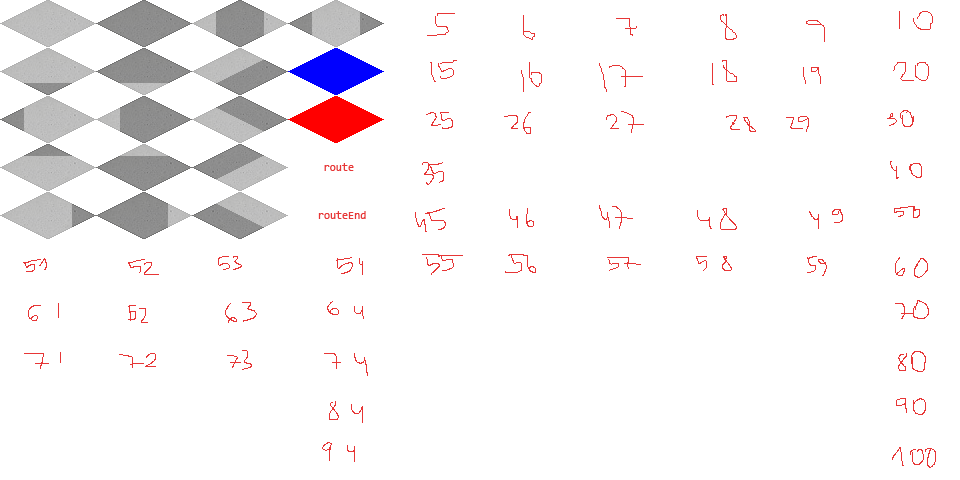 5 6 7 8 9 10
15 16 17 18 19 20
25 26 27 28 29 30
route 35 40
routeEnd 45 46 47 48 49 50
51 52 53 54 55 56 57 58 59 60
61 62 63 64 70
71 72 73 74 80
84 90
94 100